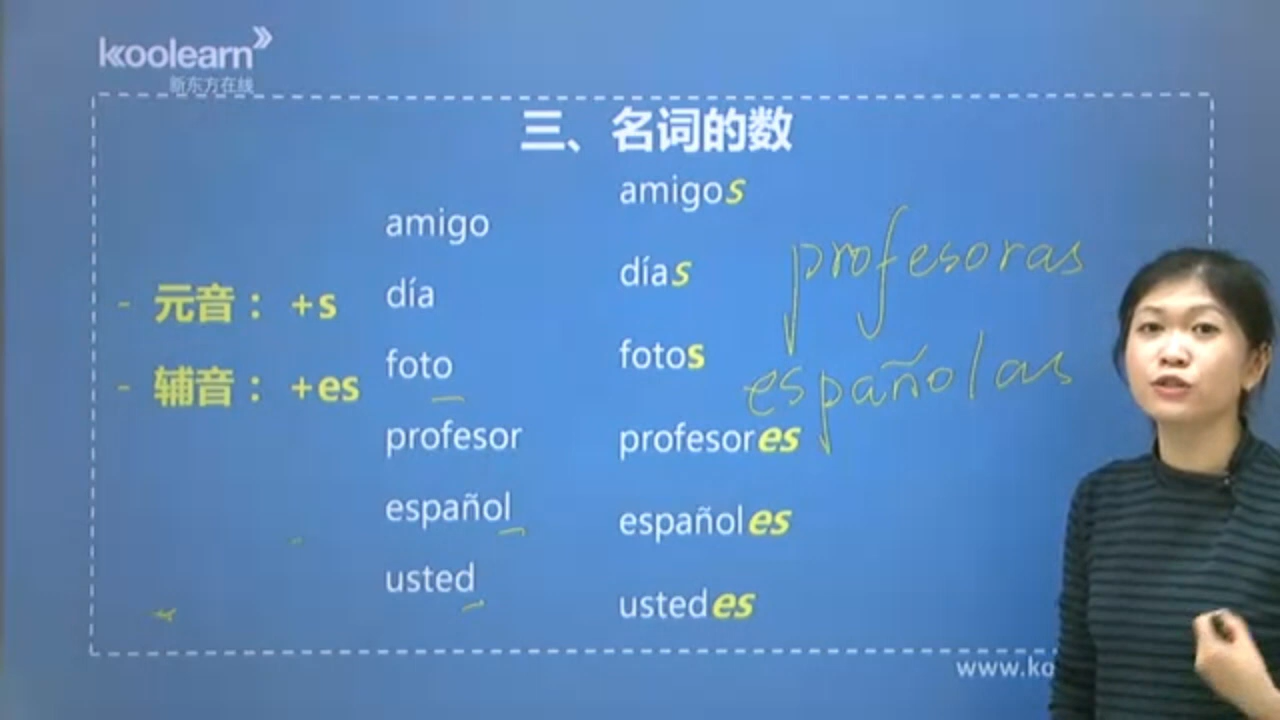 koolearn
新东方在线
三、名词的数
- 元音： +s
- 辅音： +es
amigo
día
foto
profesor
español
usted
amigos
días
fotos
profesores
españoles
ustedes
profesoras
españolas
www.ko